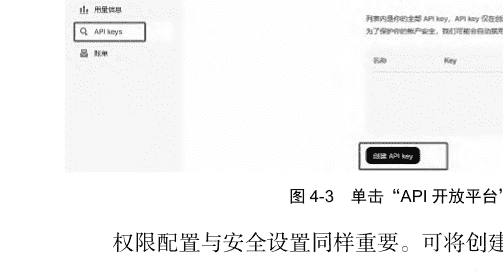 用量信息
API keys
账单
列表内是你的全部 API key，API key 仅在创
为了保护你的帐户安全，我们可能会自动禁用
名称 Key
创建 API key
图 4-3 单击“API 开放平台”
权限配置与安全设置同样重要。可将创建